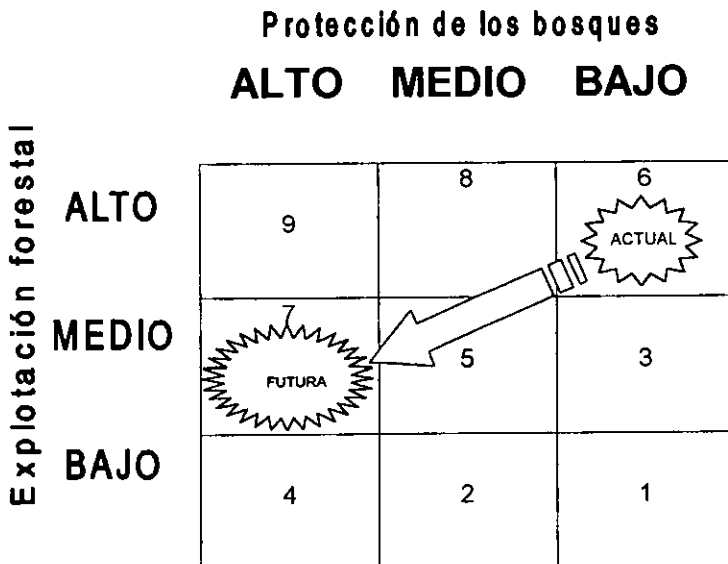 Protección de los bosques
ALTO MEDIO BAJO
Explotación forestal
ALTO
9
8
6
ACTUAL
MEDIO
7
FUTURA
5
3
BAJO
4
2
1